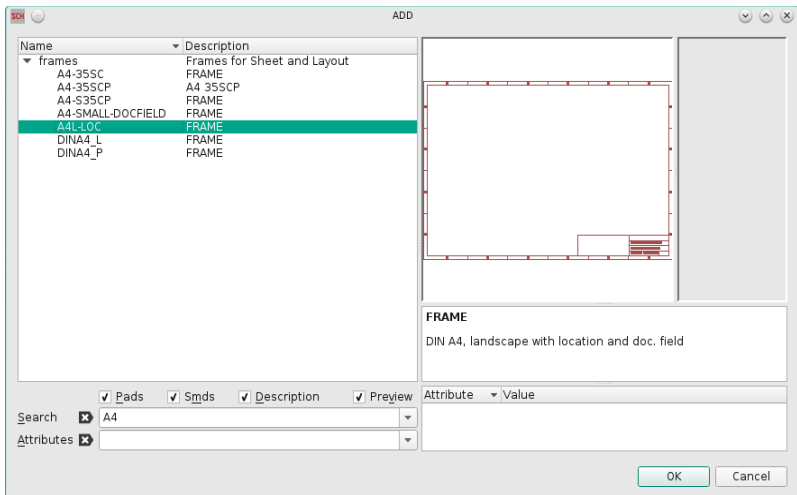 SCH
ADD
Name Description
frames Frames for Sheet and Layout
A4-35SC FRAME
A4-35SCP A4 35SCP
A4-S35CP FRAME
A4-SMALL-DOCFIELD FRAME
A4L-LOC FRAME
DINA4_L FRAME
DINA4_P FRAME
FRAME
DIN A4, landscape with location and doc. field
Pads Smds Description Preview
Attribute Value
Search A4
Attributes
OK Cancel